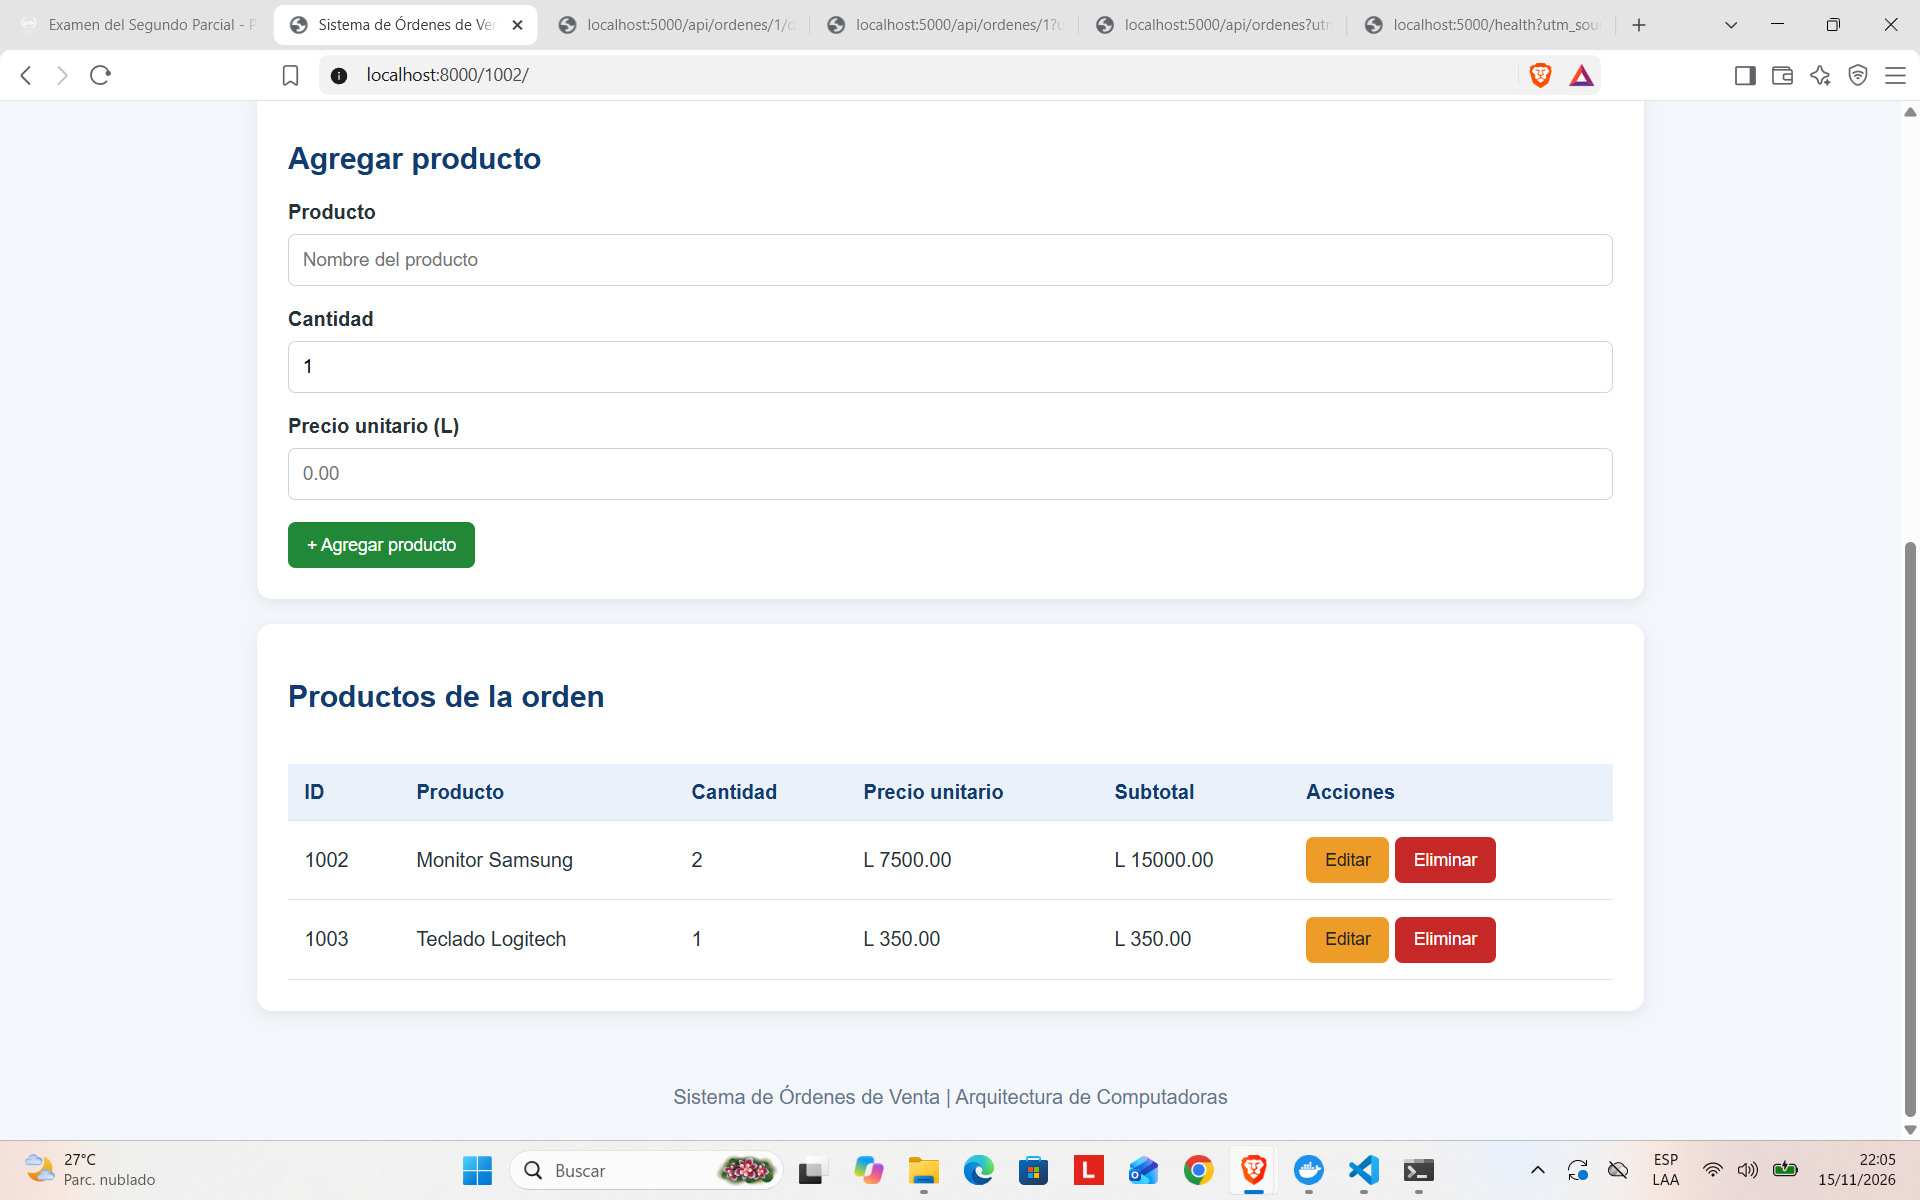 Examen del Segundo Parcial - P
Sistema de Órdenes de Ve
localhost:5000/api/ordenes/1/d
localhost:5000/api/ordenes/1?u
localhost:5000/api/ordenes?utm
localhost:5000/health?utm_sou
localhost:8000/1002/
Agregar producto
Producto
Nombre del producto
Cantidad
1
Precio unitario (L)
0.00
+ Agregar producto
Productos de la orden
ID Producto Cantidad Precio unitario Subtotal Acciones
1002 Monitor Samsung 2 L 7500.00 L 15000.00 Editar Eliminar
1003 Teclado Logitech 1 L 350.00 L 350.00 Editar Eliminar
Sistema de Órdenes de Venta | Arquitectura de Computadoras
27°C
Parc. nublado
Buscar
L
ESP
LAA
22:05
15/11/2026